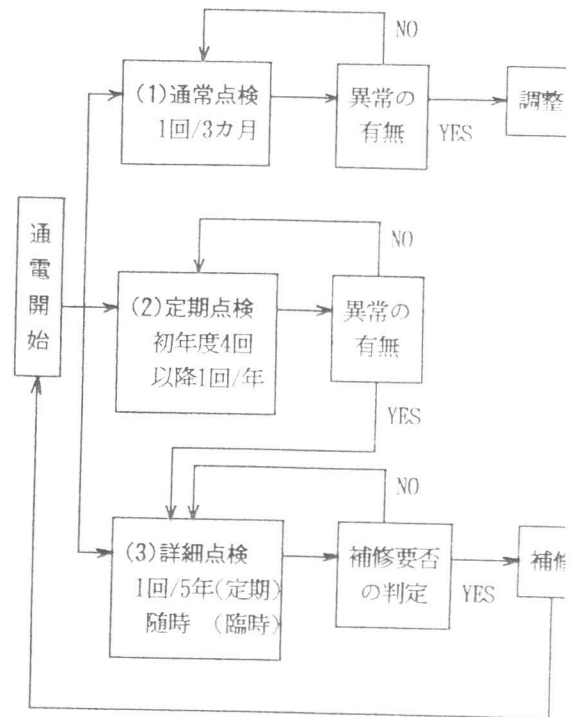 NO
(1)通常点検
1回/3カ月
異常の
有無
YES
調整
通電開始
NO
(2)定期点検
初年度4回
以降1回/年
異常の
有無
YES
NO
(3)詳細点検
1回/5年(定期)
随時 (臨時)
補修要否
の判定
YES
補修